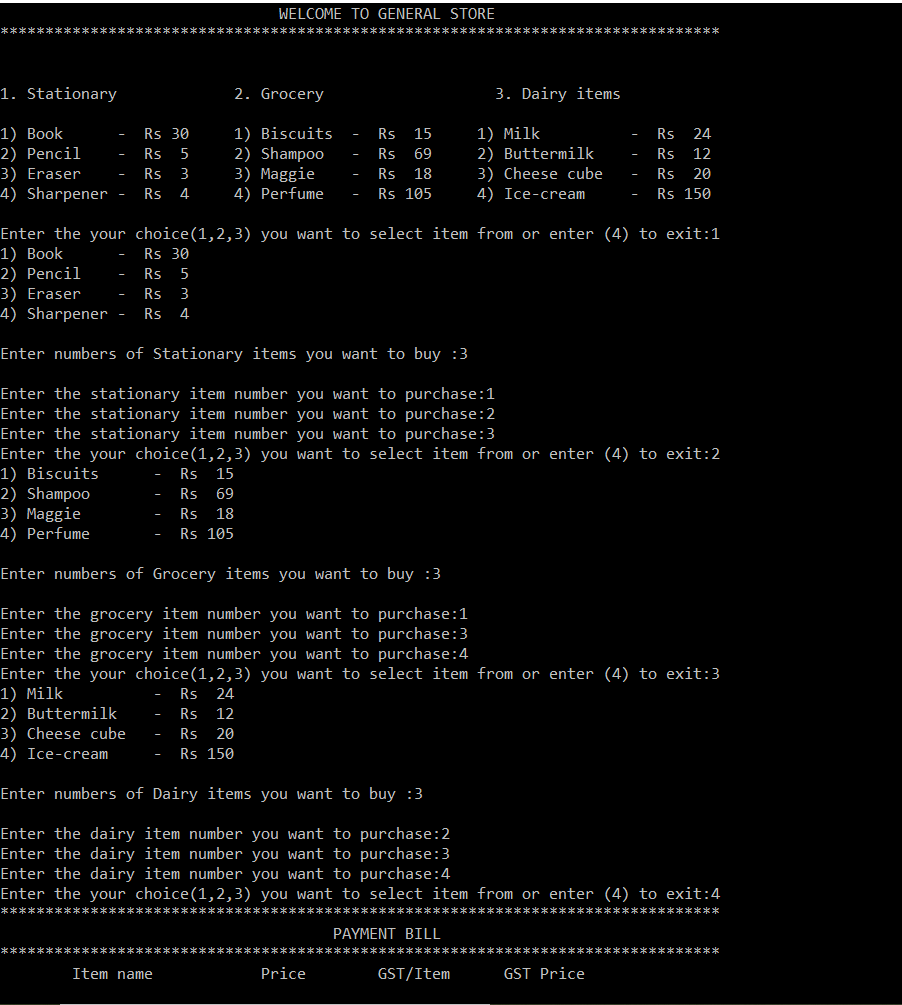 WELCOME TO GENERAL STORE
********************************************************************************
1. Stationary             2. Grocery                   3. Dairy items
1) Book      -  Rs 30     1) Biscuits  -  Rs  15     1) Milk          -  Rs  24
2) Pencil    -  Rs  5     2) Shampoo   -  Rs  69     2) Buttermilk    -  Rs  12
3) Eraser    -  Rs  3     3) Maggie    -  Rs  18     3) Cheese cube   -  Rs  20
4) Sharpener -  Rs  4     4) Perfume   -  Rs 105     4) Ice-cream     -  Rs 150
Enter the your choice(1,2,3) you want to select item from or enter (4) to exit:1
1) Book      -  Rs 30
2) Pencil    -  Rs  5
3) Eraser    -  Rs  3
4) Sharpener -  Rs  4
Enter numbers of Stationary items you want to buy :3
Enter the stationary item number you want to purchase:1
Enter the stationary item number you want to purchase:2
Enter the stationary item number you want to purchase:3
Enter the your choice(1,2,3) you want to select item from or enter (4) to exit:2
1) Biscuits      -  Rs  15
2) Shampoo       -  Rs  69
3) Maggie        -  Rs  18
4) Perfume       -  Rs 105
Enter numbers of Grocery items you want to buy :3
Enter the grocery item number you want to purchase:1
Enter the grocery item number you want to purchase:3
Enter the grocery item number you want to purchase:4
Enter the your choice(1,2,3) you want to select item from or enter (4) to exit:3
1) Milk          -  Rs  24
2) Buttermilk    -  Rs  12
3) Cheese cube   -  Rs  20
4) Ice-cream     -  Rs 150
Enter numbers of Dairy items you want to buy :3
Enter the dairy item number you want to purchase:2
Enter the dairy item number you want to purchase:3
Enter the dairy item number you want to purchase:4
Enter the your choice(1,2,3) you want to select item from or enter (4) to exit:4
********************************************************************************
PAYMENT BILL
********************************************************************************
Item name            Price        GST/Item      GST Price